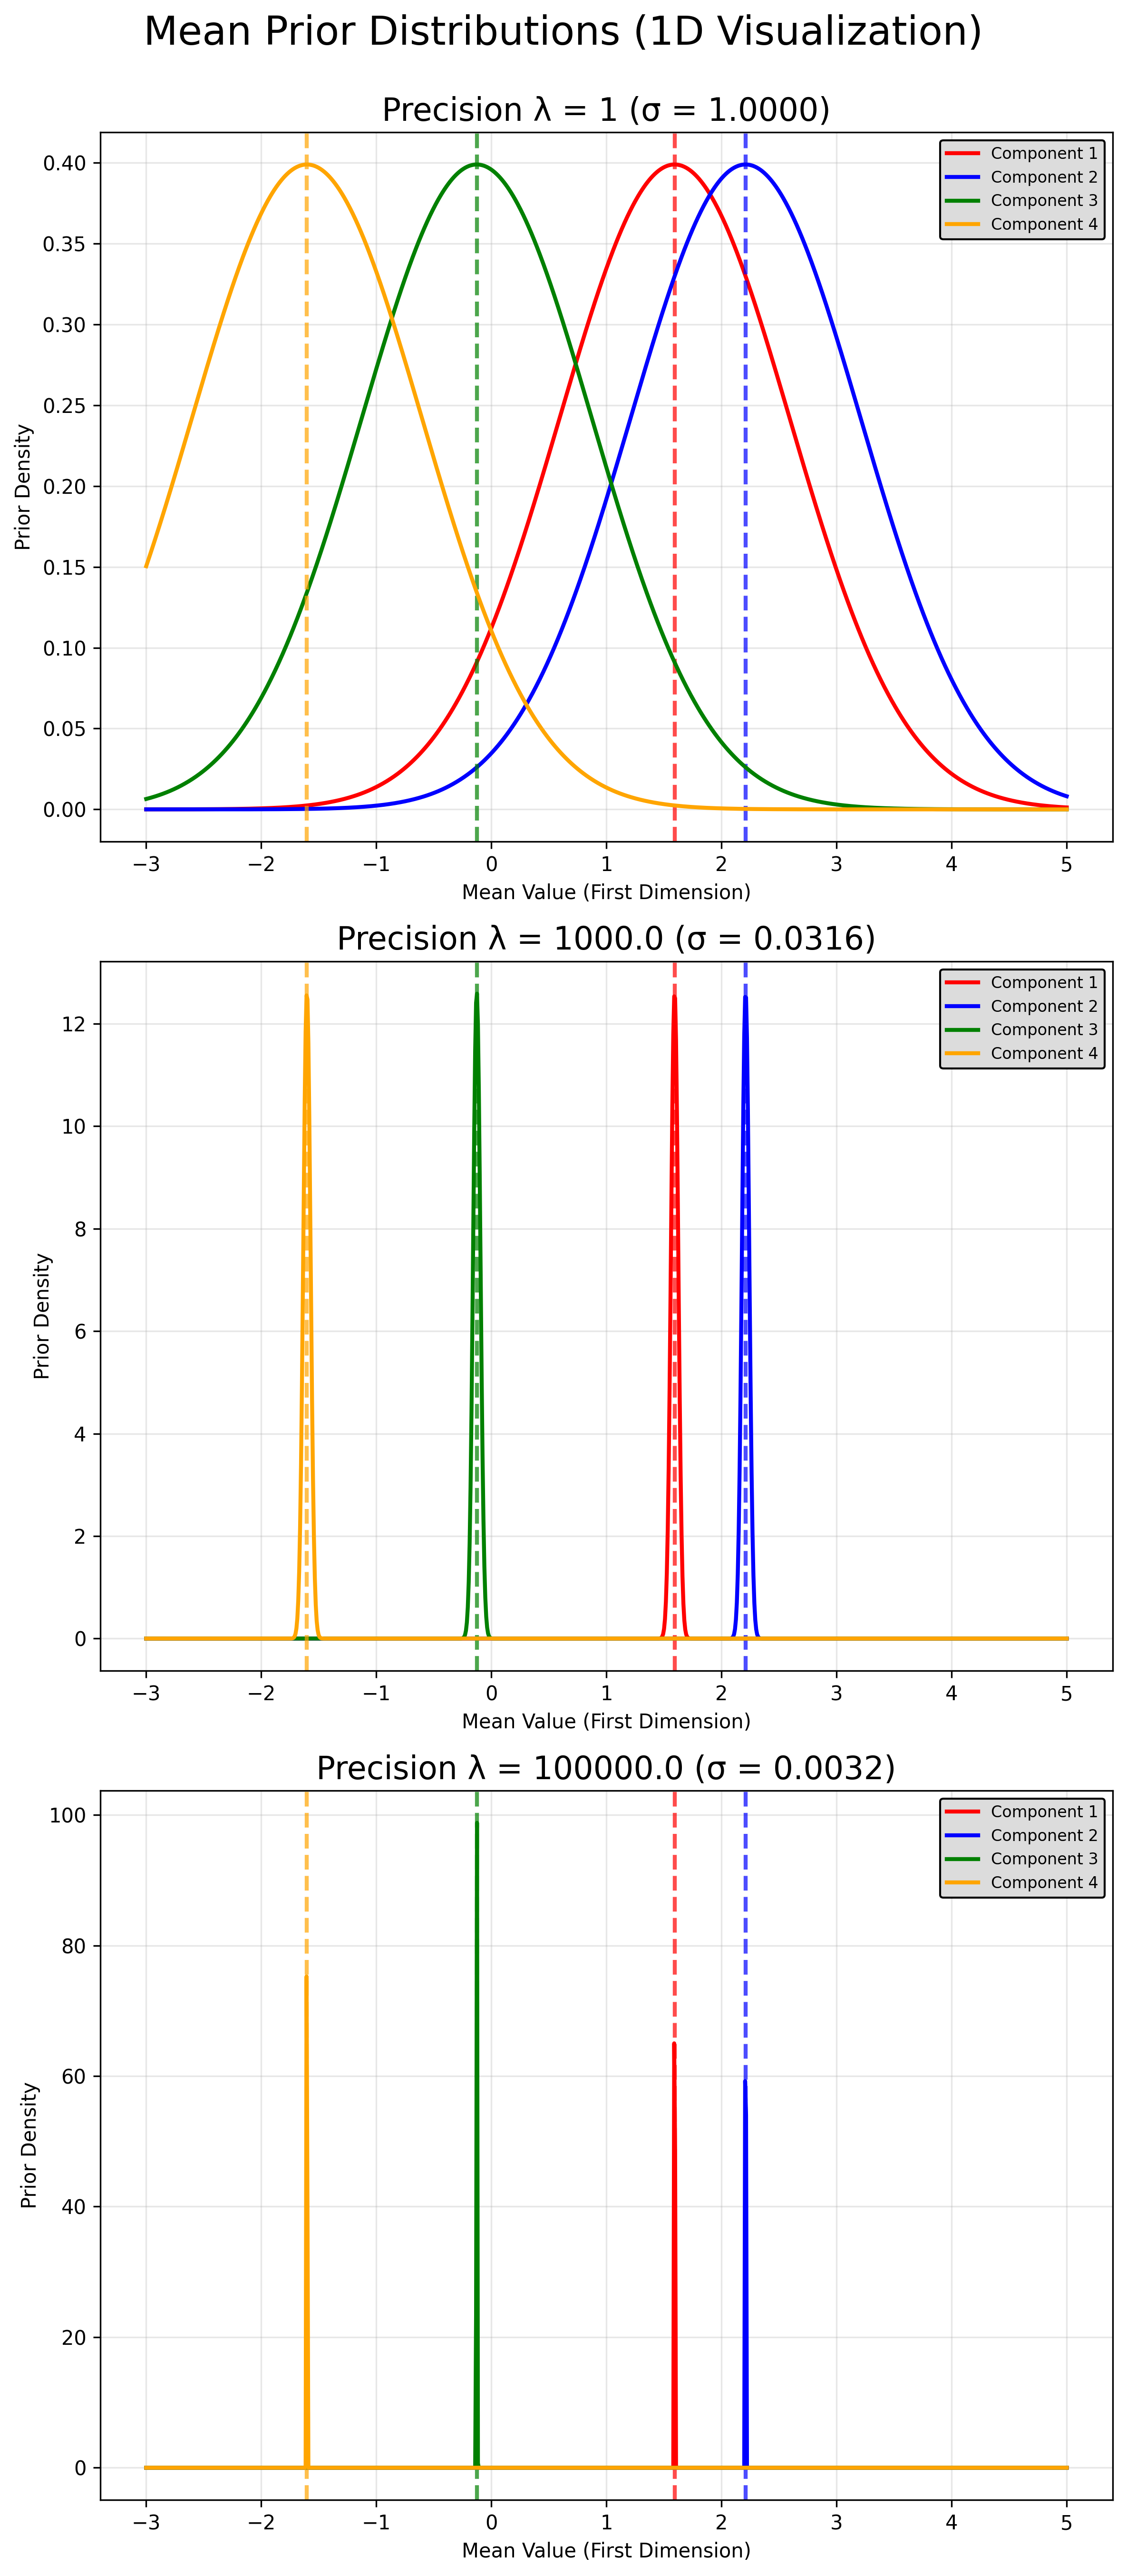 Mean Prior Distributions (1D Visualization)
Precision λ = 1 (σ = 1.0000)
Component 1
Component 2
Component 3
Component 4
Prior Density
0.40
0.35
0.30
0.25
0.20
0.15
0.10
0.05
0.00
−3 −2 −1 0 1 2 3 4 5
Mean Value (First Dimension)
Precision λ = 1000.0 (σ = 0.0316)
Component 1
Component 2
Component 3
Component 4
Prior Density
12
10
8
6
4
2
0
−3 −2 −1 0 1 2 3 4 5
Mean Value (First Dimension)
Precision λ = 100000.0 (σ = 0.0032)
Component 1
Component 2
Component 3
Component 4
Prior Density
100
80
60
40
20
0
−3 −2 −1 0 1 2 3 4 5
Mean Value (First Dimension)